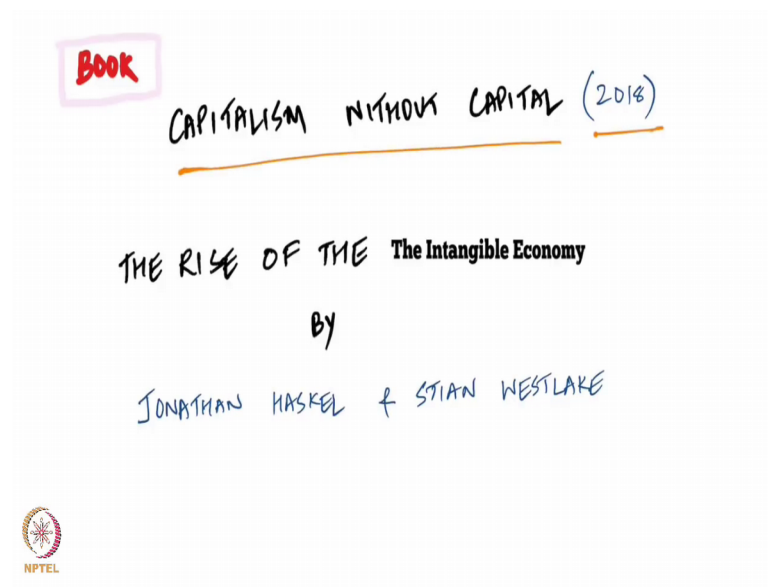 BOOK
CAPITALISM WITHOUT CAPITAL (2018)
THE RISE OF THE The Intangible Economy
BY
JONATHAN HASKEL & STIAN WESTLAKE
NPTEL